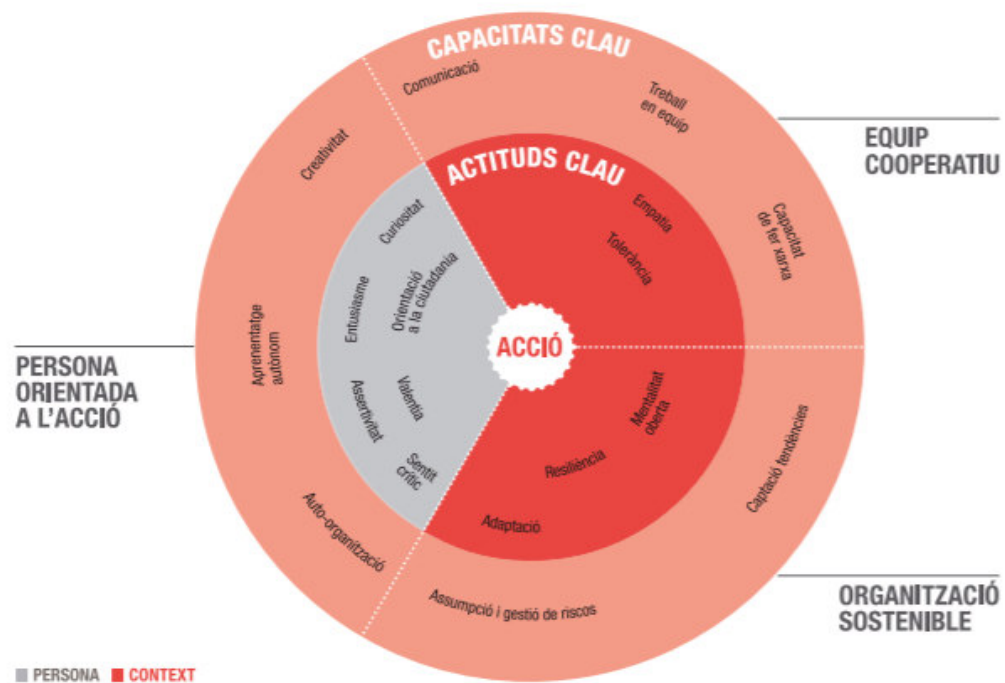 CAPACITATS CLAU
Comunicació
Treball
en equip
Capacitat
de fer xarxa
Creativitat
Aprenentatge
autònom
Auto-organització
Captació tendències
Assumpció i gestió de riscos
ACTITUDS CLAU
Empatia
Tolerància
Curiositat
Orientació
a la ciutadania
Entusiasme
Valentia
Assertivitat
Sentit
crític
Mentalitat
oberta
Resiliència
Adaptació
ACCIÓ
EQUIP
COOPERATIU
PERSONA
ORIENTADA
A L'ACCIÓ
ORGANITZACIÓ
SOSTENIBLE
PERSONA
CONTEXT